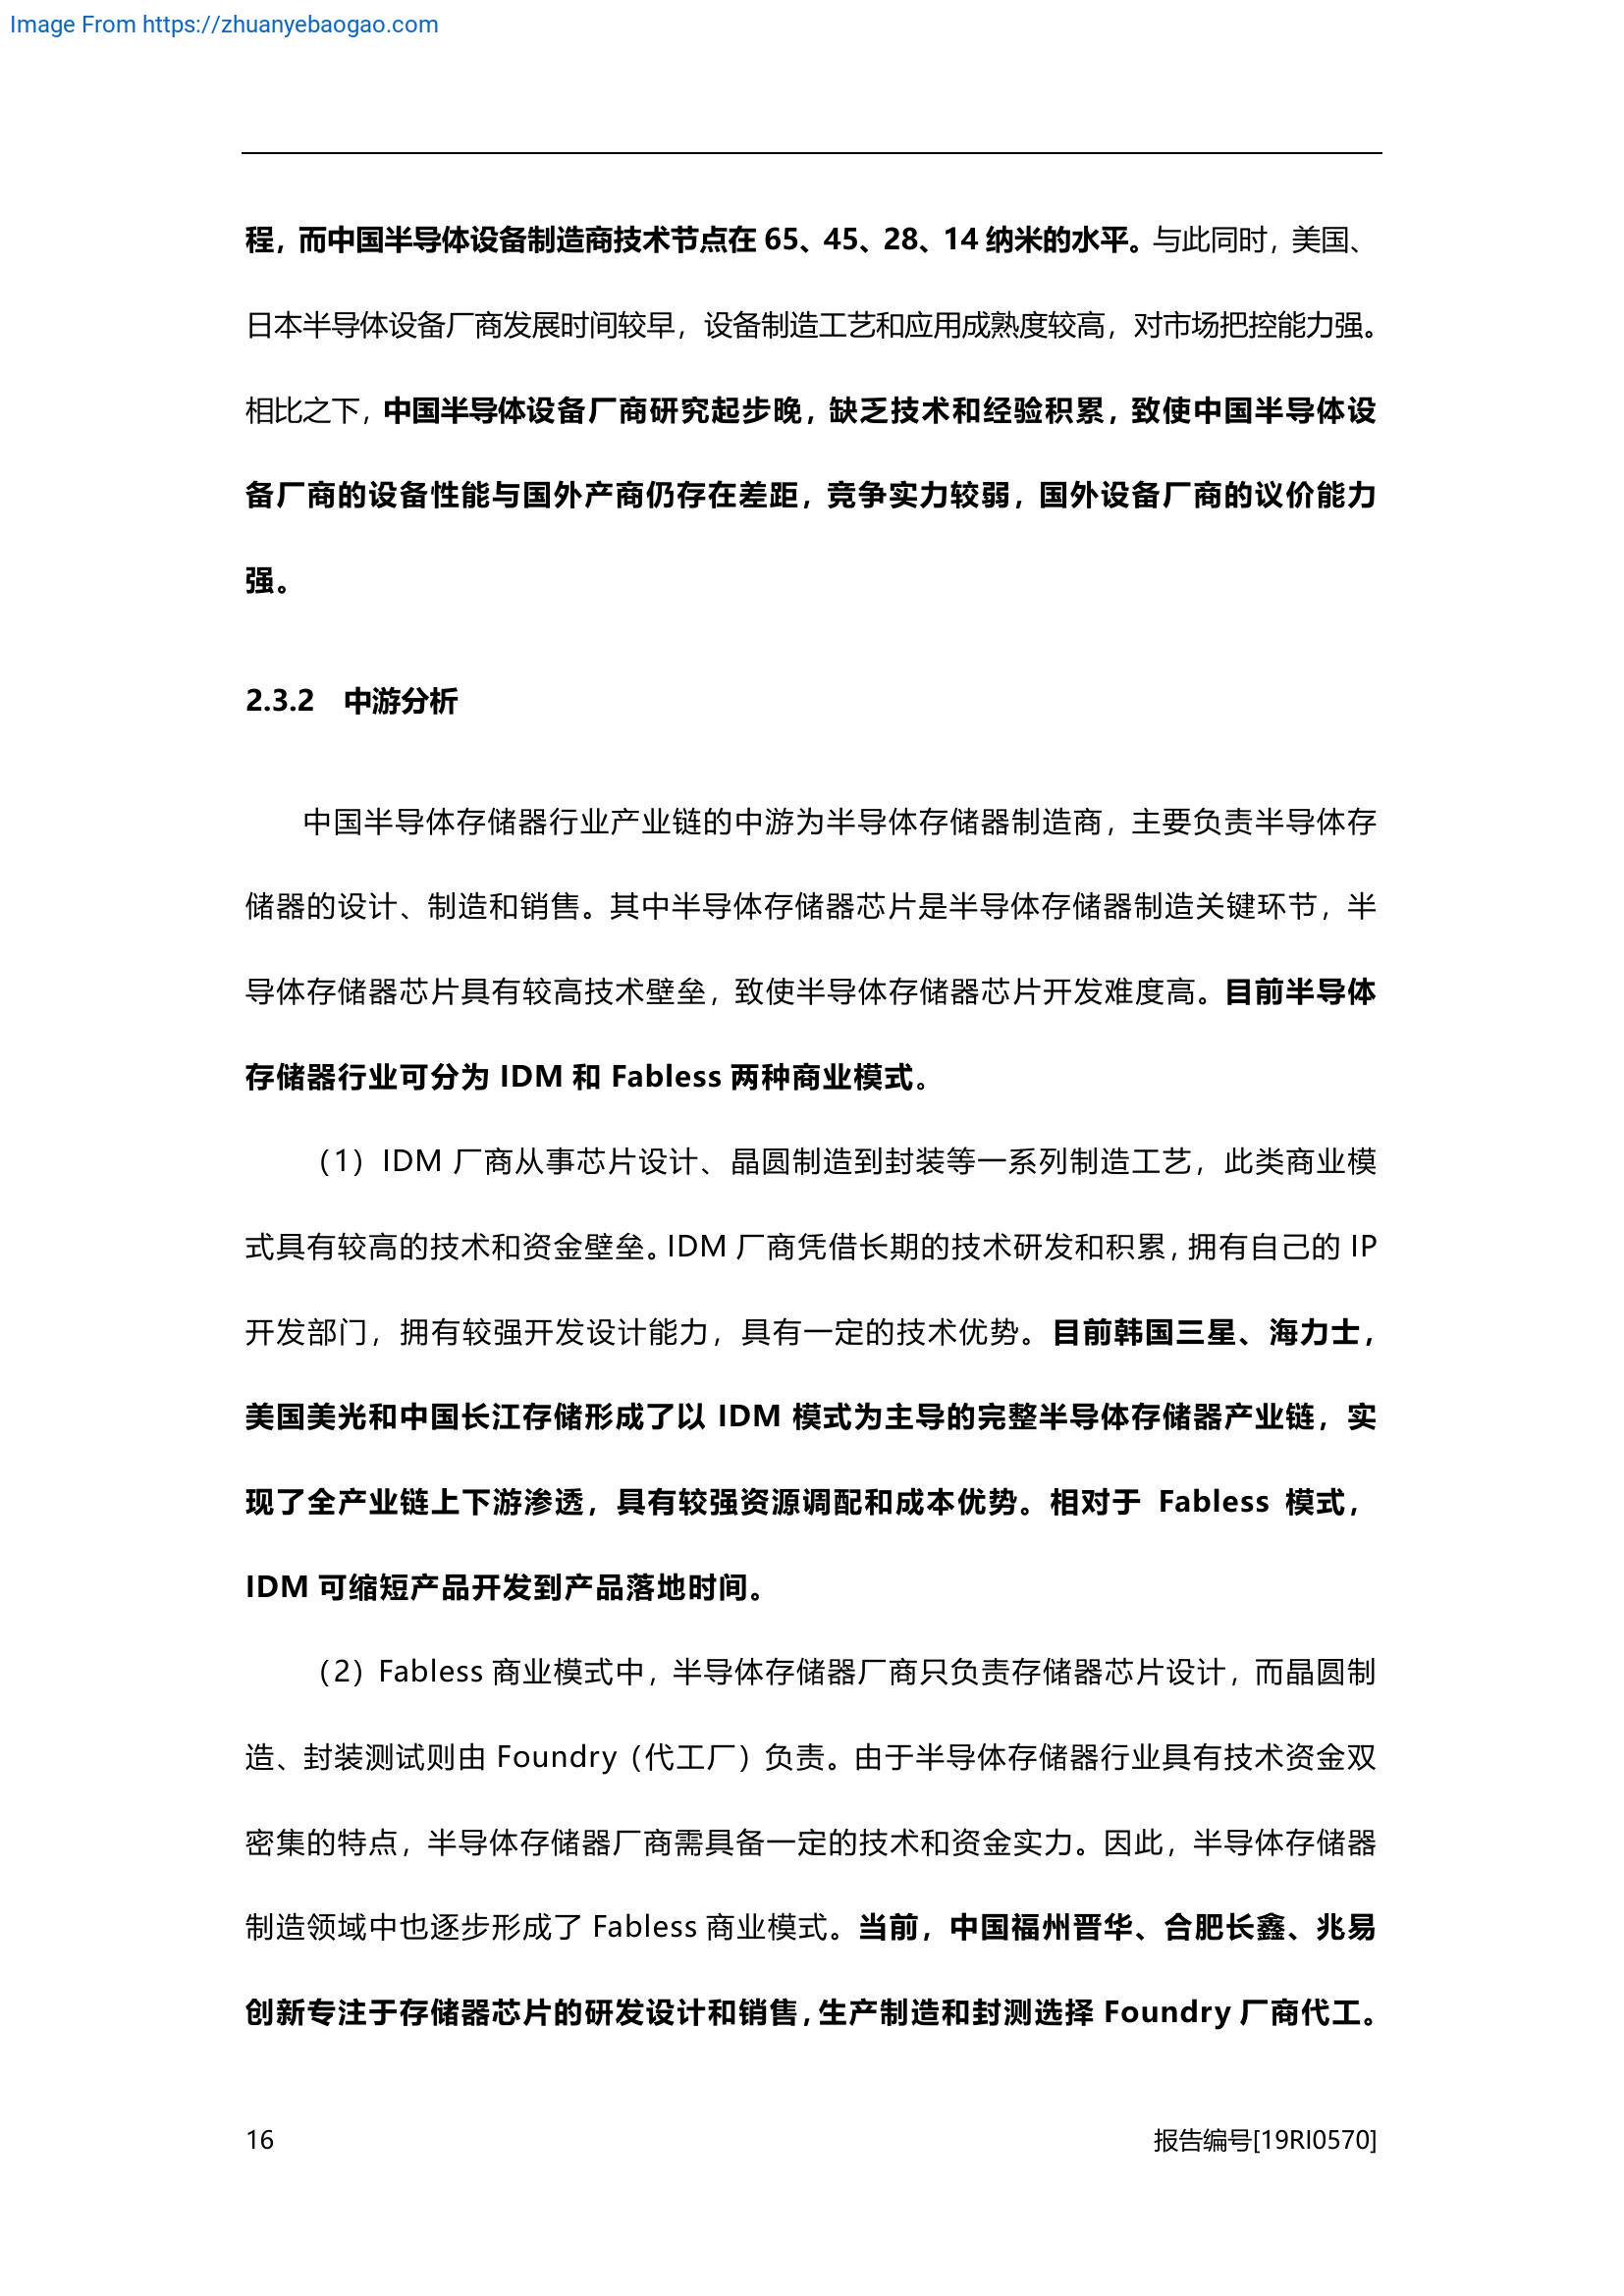 Image From https://zhuanyebaogao.com
程，而中国半导体设备制造商技术节点在 65、45、28、14 纳米的水平。与此同时，美国、
日本半导体设备厂商发展时间较早，设备制造工艺和应用成熟度较高，对市场把控能力强。
相比之下，中国半导体设备厂商研究起步晚，缺乏技术和经验积累，致使中国半导体设
备厂商的设备性能与国外产商仍存在差距，竞争实力较弱，国外设备厂商的议价能力
强。
2.3.2 中游分析
中国半导体存储器行业产业链的中游为半导体存储器制造商，主要负责半导体存
储器的设计、制造和销售。其中半导体存储器芯片是半导体存储器制造关键环节，半
导体存储器芯片具有较高技术壁垒，致使半导体存储器芯片开发难度高。目前半导体
存储器行业可分为 IDM 和 Fabless 两种商业模式。
（1）IDM 厂商从事芯片设计、晶圆制造到封装等一系列制造工艺，此类商业模
式具有较高的技术和资金壁垒。IDM 厂商凭借长期的技术研发和积累，拥有自己的 IP
开发部门，拥有较强开发设计能力，具有一定的技术优势。目前韩国三星、海力士，
美国美光和中国长江存储形成了以 IDM 模式为主导的完整半导体存储器产业链，实
现了全产业链上下游渗透，具有较强资源调配和成本优势。相对于 Fabless 模式，
IDM 可缩短产品开发到产品落地时间。
（2）Fabless 商业模式中，半导体存储器厂商只负责存储器芯片设计，而晶圆制
造、封装测试则由 Foundry（代工厂）负责。由于半导体存储器行业具有技术资金双
密集的特点，半导体存储器厂商需具备一定的技术和资金实力。因此，半导体存储器
制造领域中也逐步形成了 Fabless 商业模式。当前，中国福州晋华、合肥长鑫、兆易
创新专注于存储器芯片的研发设计和销售，生产制造和封测选择 Foundry 厂商代工。
16
报告编号[19RI0570]